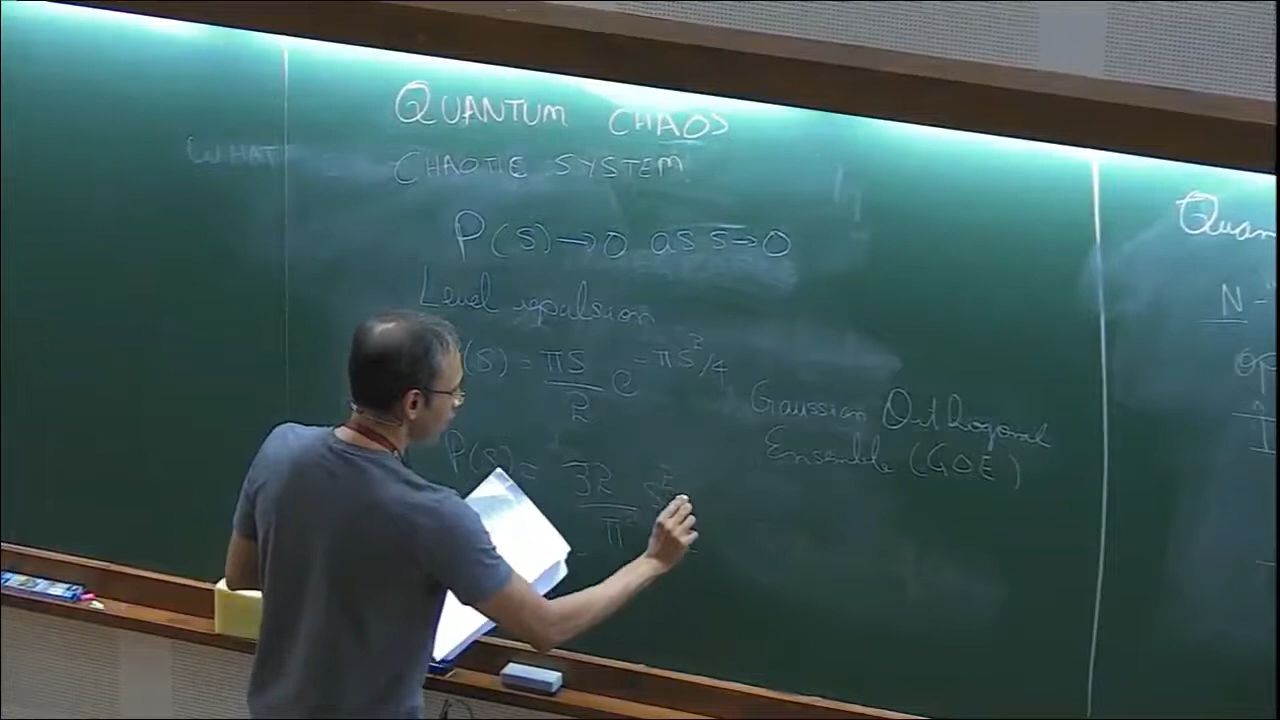 QUANTUM CHAOS
WHAT
CHAOTIC SYSTEM
P(S)→0 as s→0
Level repulsion
(S) = πS/2 e^-πS²/4
Gaussian Orthogonal
Ensemble (GOE)
P(S) = 32/π² S²
Quan
N -
op